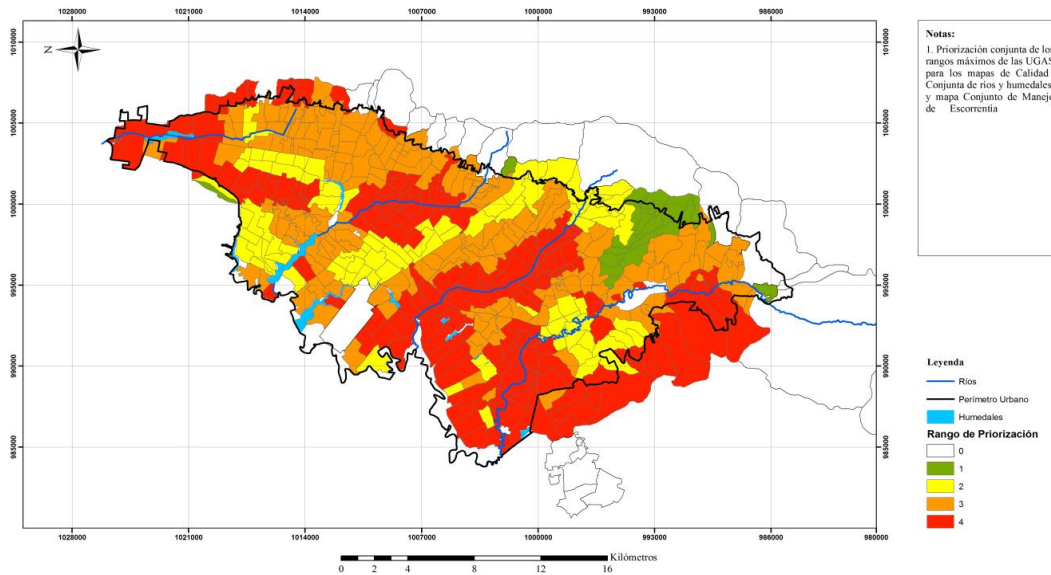 1028000 1021000 1014000 1007000 1000000 993000 986000
1010000 1010000
1005000 1005000
1000000 1000000
995000 995000
990000 990000
985000 985000
1028000 1021000 1014000 1007000 1000000 993000 986000 980000
N
Kilómetros
0 2 4 8 12 16
Notas:
1. Priorización conjunta de los
rangos máximos de las UGAS
para los mapas de Calidad
Conjunta de rios y humedales
y mapa Conjunto de Manejo
de Escorrentía
Leyenda
Ríos
Perímetro Urbano
Humedales
Rango de Priorización
0
1
2
3
4